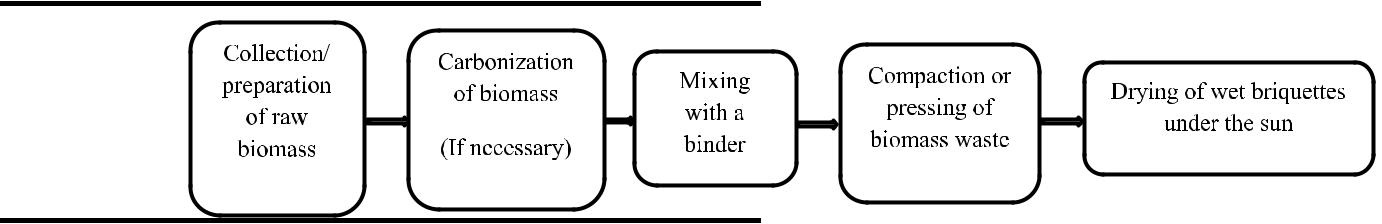 Collection/
preparation
of raw
biomass
Carbonization
of biomass
(If necessary)
Mixing
with a
binder
Compaction or
pressing of
biomass waste
Drying of wet briquettes
under the sun